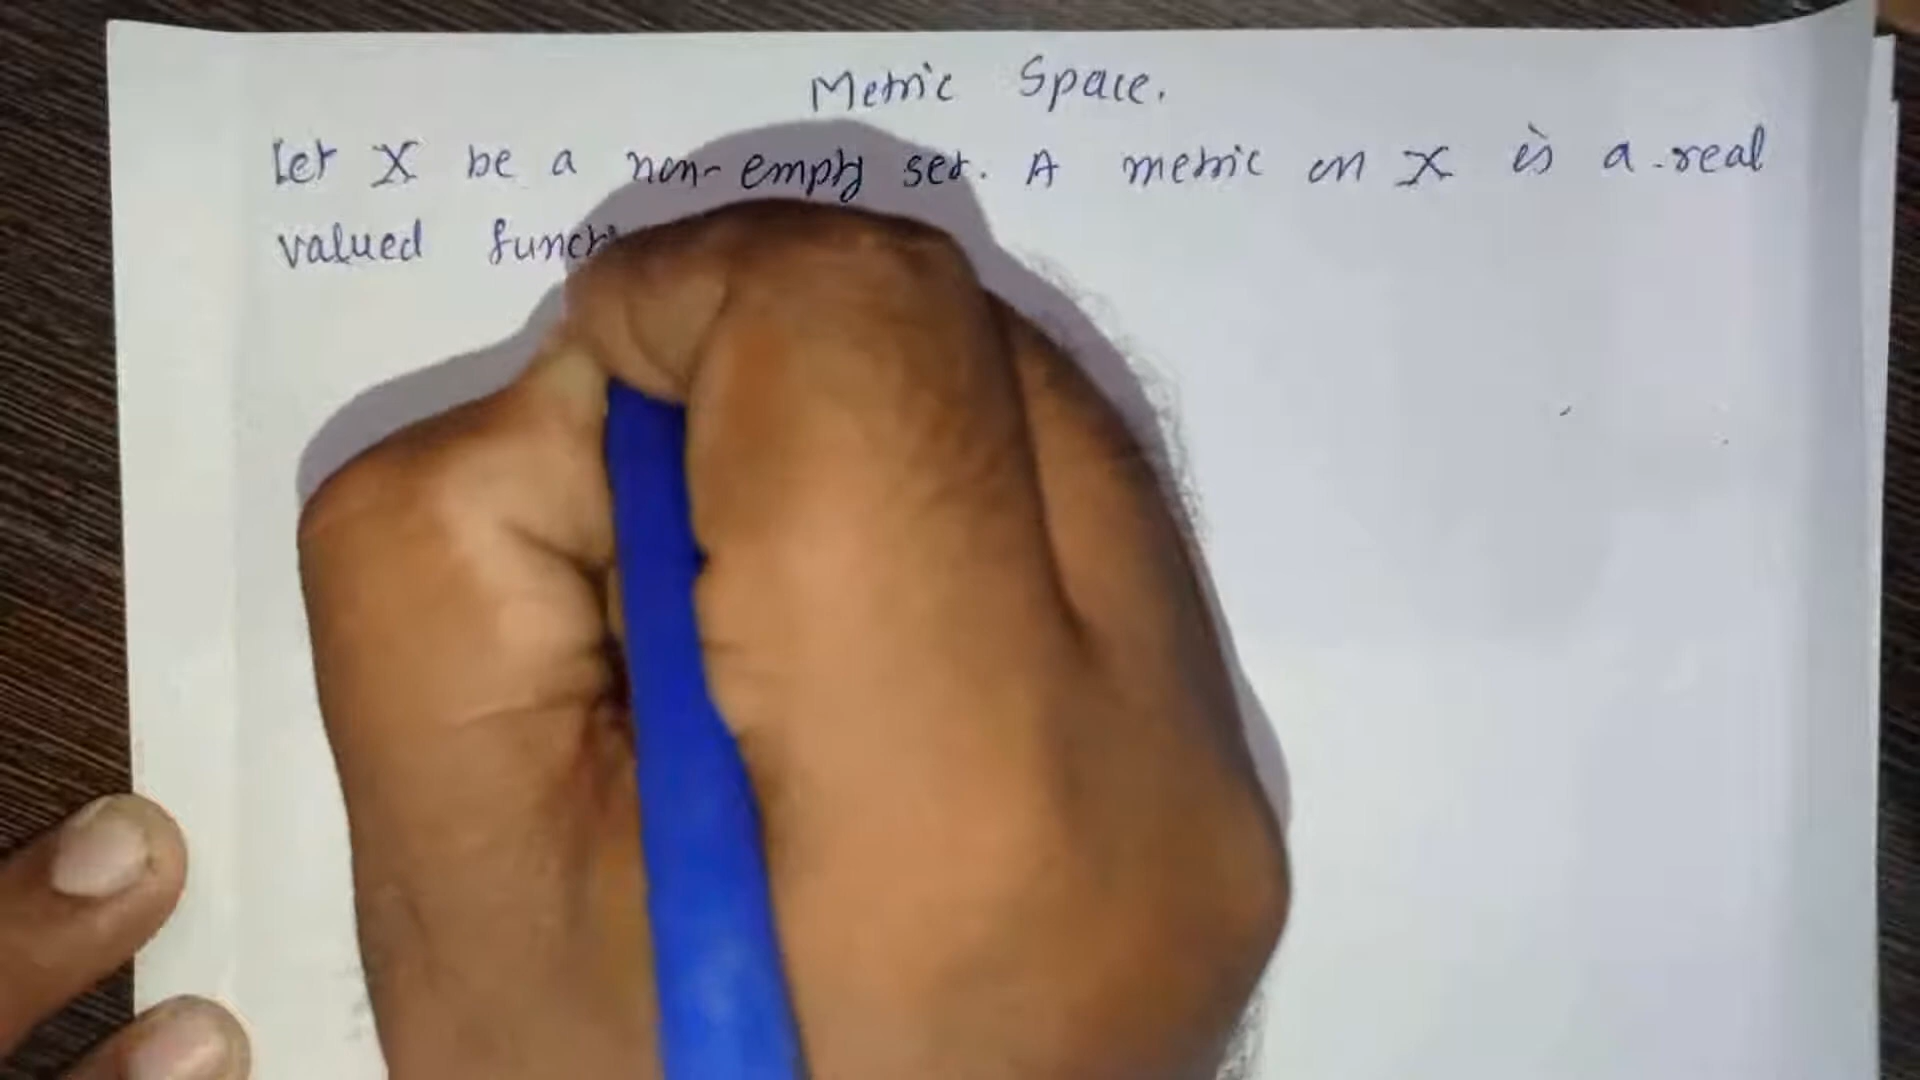 Metric Space.
Let X be a non-empty set. A metric on X is a real
valued